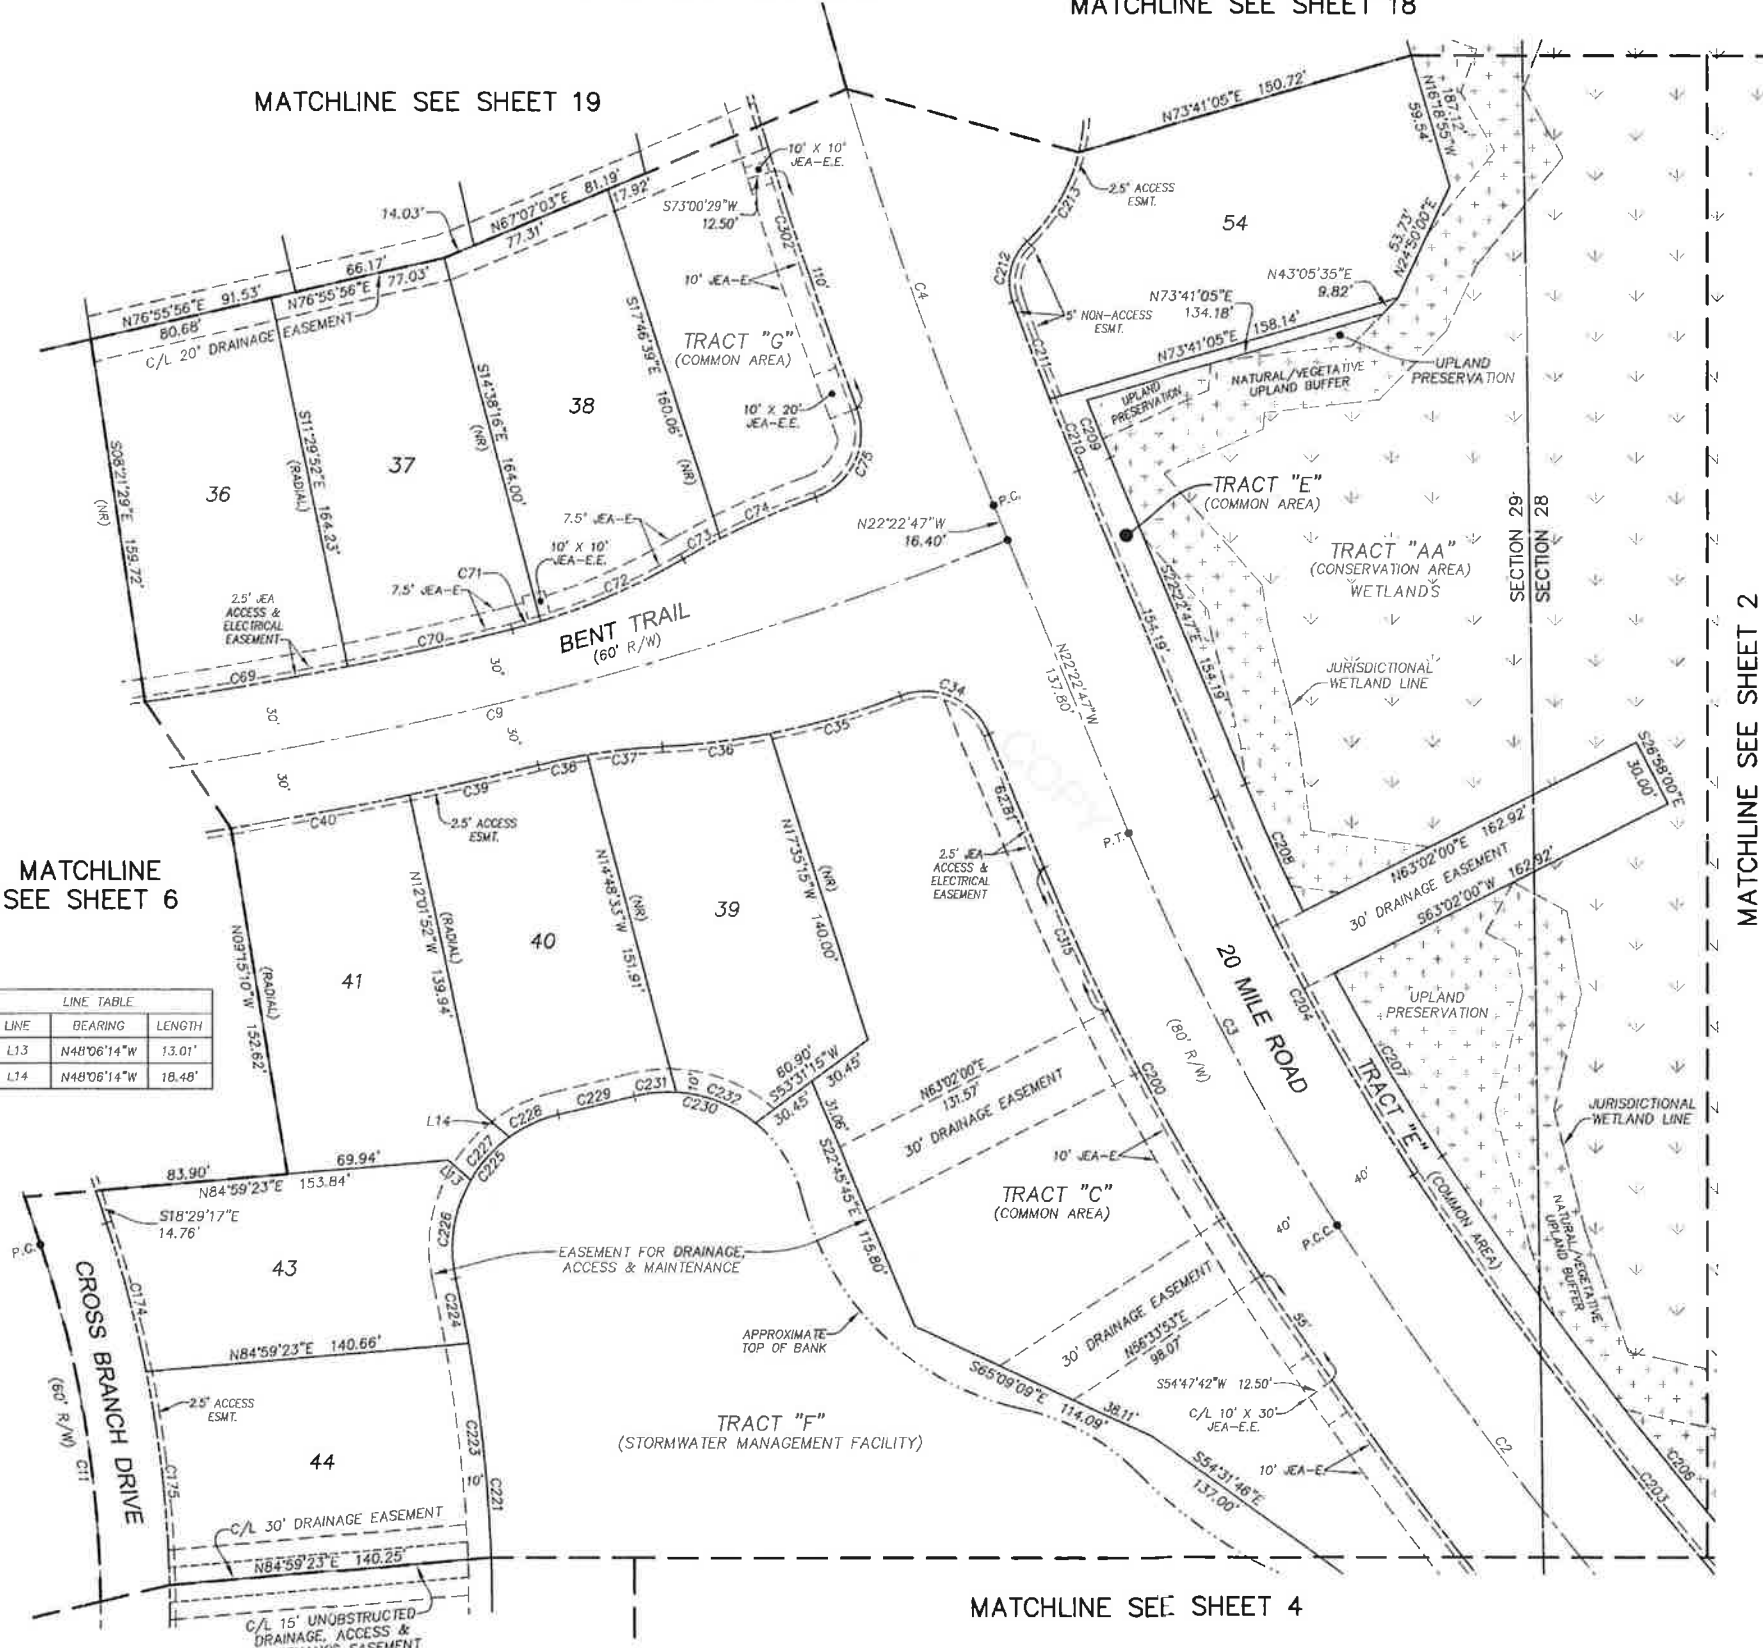 MATCHLINE SEE SHEET 18
MATCHLINE SEE SHEET 19
N73°41'05"E 150.72'
187.12'
N16°18'55"W
59.54'
10' X 10'
JEA-E.E.
2.5' ACCESS
ESMT.
C213
54
14.03'
N67°07'03"E 81.19'
77.31'
17.92'
S73°00'29"W
12.50'
C302
110'
10' JEA-E
C4
C212
53.73'
N24°50'00"E
N43°05'35"E
9.82'
66.17'
N76°55'56"E 91.53'
N76°55'56"E 77.03'
80.68'
C/L 20' DRAINAGE EASEMENT
N73°41'05"E
134.18'
5' NON-ACCESS
ESMT.
N73°41'05"E 158.14'
C211
TRACT "G"
(COMMON AREA)
UPLAND
PRESERVATION
NATURAL/VEGETATIVE
UPLAND BUFFER
UPLAND
PRESERVATION
S17°46'39"E 160.06'
(NR)
S14°38'16"E 164.00'
(NR)
38
10' X 20'
JEA-E.E.
C209
C210
S11°29'52"E 164.23'
(RADIAL)
37
36
S08°21'29"E 159.72'
(NR)
C75
C74
C73
TRACT "E"
(COMMON AREA)
P.C.
N22°22'47"W
16.40'
SECTION 29
SECTION 28
TRACT "AA"
(CONSERVATION AREA)
WETLANDS
7.5' JEA-E
10' X 10'
JEA-E.E.
C71
C72
7.5' JEA-E
2.5' JEA
ACCESS &
ELECTRICAL
EASEMENT
C70
C69
BENT TRAIL
(60' R/W)
S22°22'47"E 154.19'
154.19'
N22°22'47"W
137.80'
JURISDICTIONAL
WETLAND LINE
MATCHLINE SEE SHEET 2
30'
30'
C9
30'
30'
C34
C35
C36
C37
C36
C39
C40
2.5' ACCESS
ESMT.
COPY
62.81'
P.T.
S26°58'00"E
30.00'
N63°02'00"E 162.92'
30' DRAINAGE EASEMENT
S63°02'00"W 162.92'
C208
MATCHLINE
SEE SHEET 6
2.5' JEA
ACCESS &
ELECTRICAL
EASEMENT
N17°35'15"W 140.00'
(NR)
N14°48'33"W 151.91'
(NR)
N12°01'52"W 139.94'
(RADIAL)
N09°15'10"W 152.62'
(RADIAL)
39
40
41
C315
20 MILE ROAD
(80' R/W)
C3
C204
UPLAND
PRESERVATION
C207
LINE TABLE
LINE BEARING LENGTH
L13 N48°06'14"W 13.01'
L14 N48°06'14"W 18.48'
80.90'
S53°31'15"W
30.45'
30.45'
N63°02'00"E
131.57'
30' DRAINAGE EASEMENT
C200
TRACT "E"
(COMMON AREA)
JURISDICTIONAL
WETLAND LINE
C231
10'
C232
C230
C229
C228
L14
C227
C225
L13
31.06'
S22°45'45"E 115.80'
10' JEA-E
40'
40'
P.C.C.
TRACT "C"
(COMMON AREA)
NATURAL/VEGETATIVE
UPLAND BUFFER
83.90'
69.94'
N84°59'23"E 153.84'
S18°29'17"E
14.76'
P.C.
C226
EASEMENT FOR DRAINAGE,
ACCESS & MAINTENANCE
43
C174
C224
CROSS BRANCH DRIVE
(60' R/W)
C11
30' DRAINAGE EASEMENT
N56°33'53"E
98.07'
55'
APPROXIMATE
TOP OF BANK
N84°59'23"E 140.66'
S65°09'09"E
114.09'
38.11'
S54°47'42"W 12.50'
C/L 10' X 30'
JEA-E.E.
2.5' ACCESS
ESMT.
TRACT "F"
(STORMWATER MANAGEMENT FACILITY)
C223
10'
C221
44
C175
S54°31'46"E
137.00'
10' JEA-E
C2
C206
C203
C/L 30' DRAINAGE EASEMENT
N84°59'23"E 140.25'
MATCHLINE SEE SHEET 4
C/L 15' UNOBSTRUCTED
DRAINAGE, ACCESS &
EASEMENT